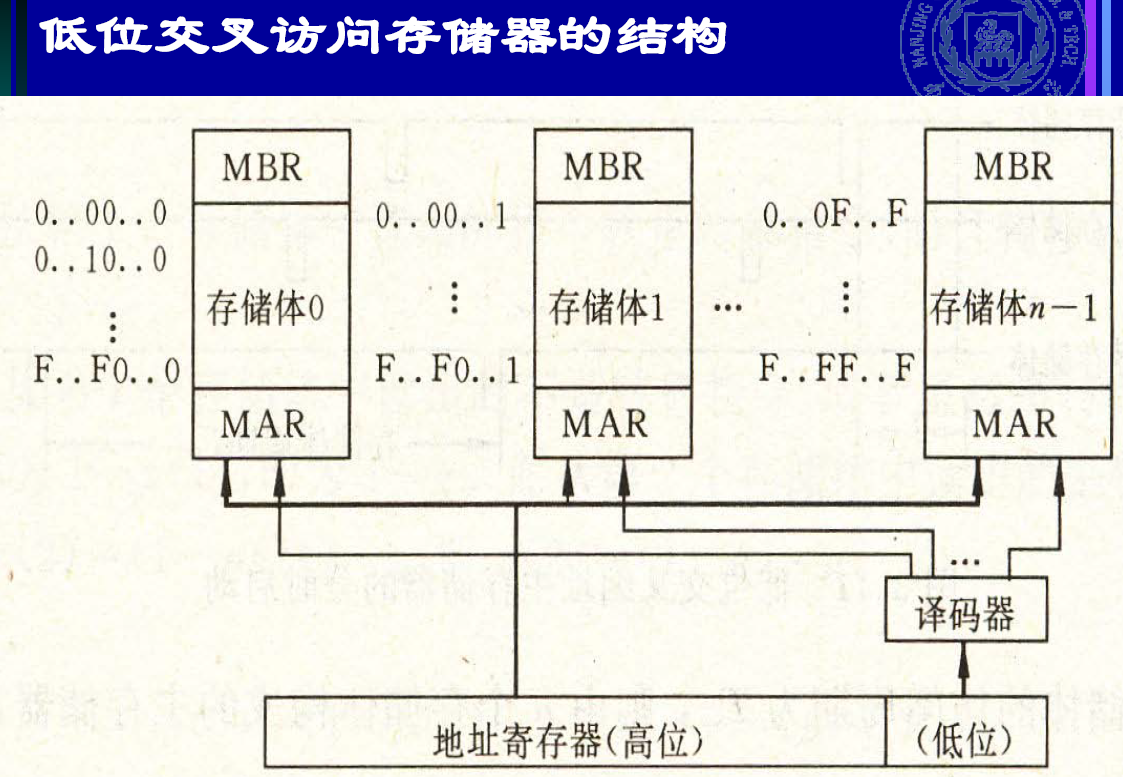 低位交叉访问存储器的结构
NANJING
& TECH
MBR
MBR
MBR
0..00..0
0..00..1
0..0F..F
0..10..0
⋮
⋮
⋮
存储体0
存储体1
...
存储体n-1
F..F0..0
F..F0..1
F..FF..F
MAR
MAR
MAR
...
译码器
地址寄存器(高位)
(低位)